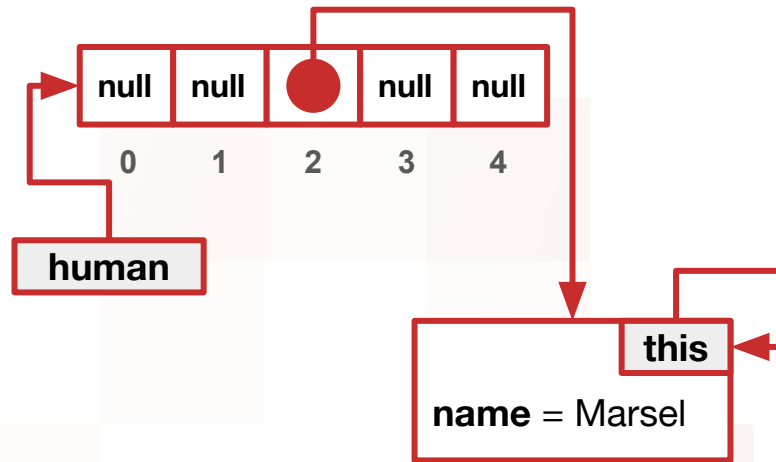 null null null null
0 1 2 3 4
human
this
name = Marsel